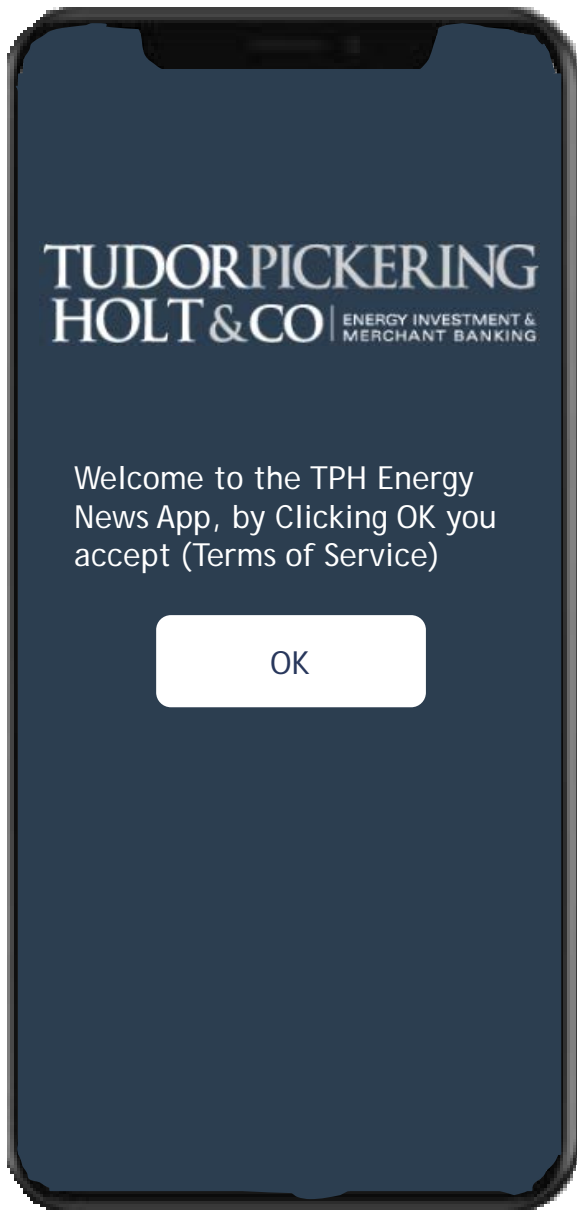 TUDORPICKERING
HOLT & CO | ENERGY INVESTMENT &
MERCHANT BANKING
Welcome to the TPH Energy
News App, by Clicking OK you
accept (Terms of Service)
OK